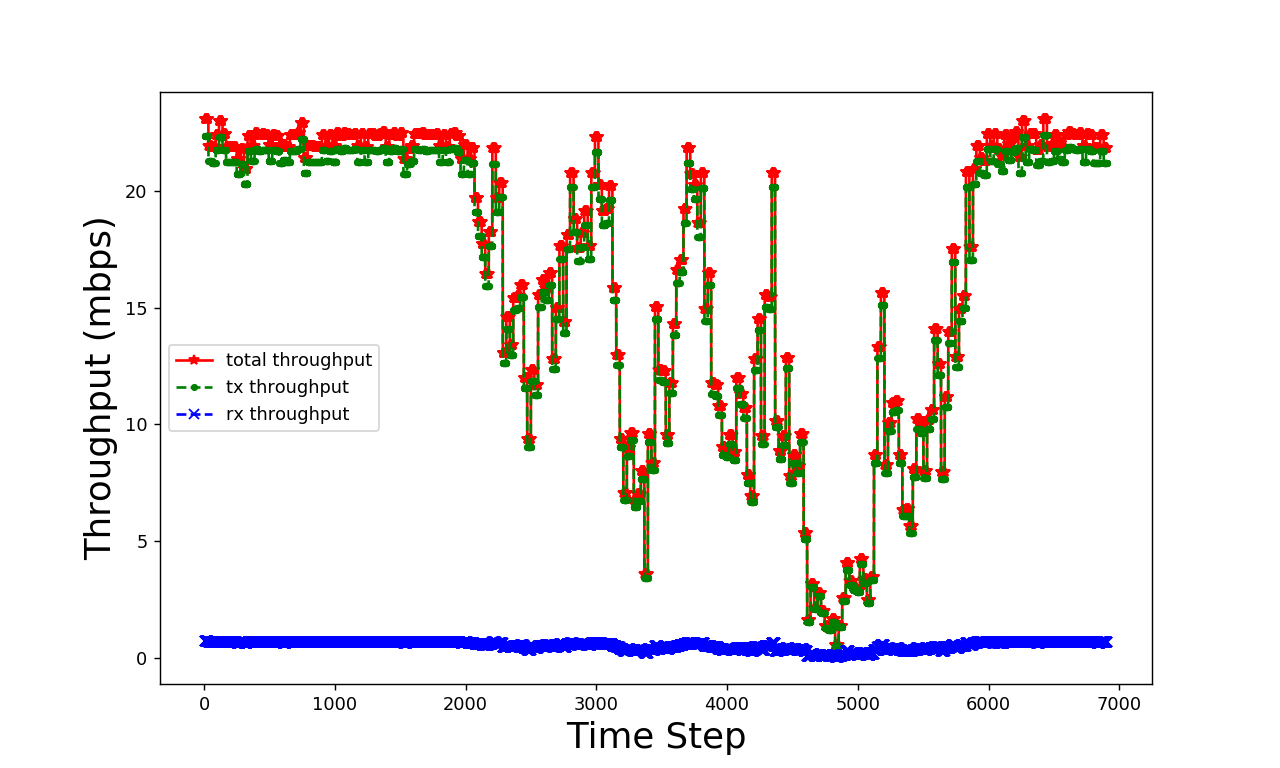 Throughput (mbps)
20
15
10
5
0
total throughput
tx throughput
rx throughput
0 1000 2000 3000 4000 5000 6000 7000
Time Step